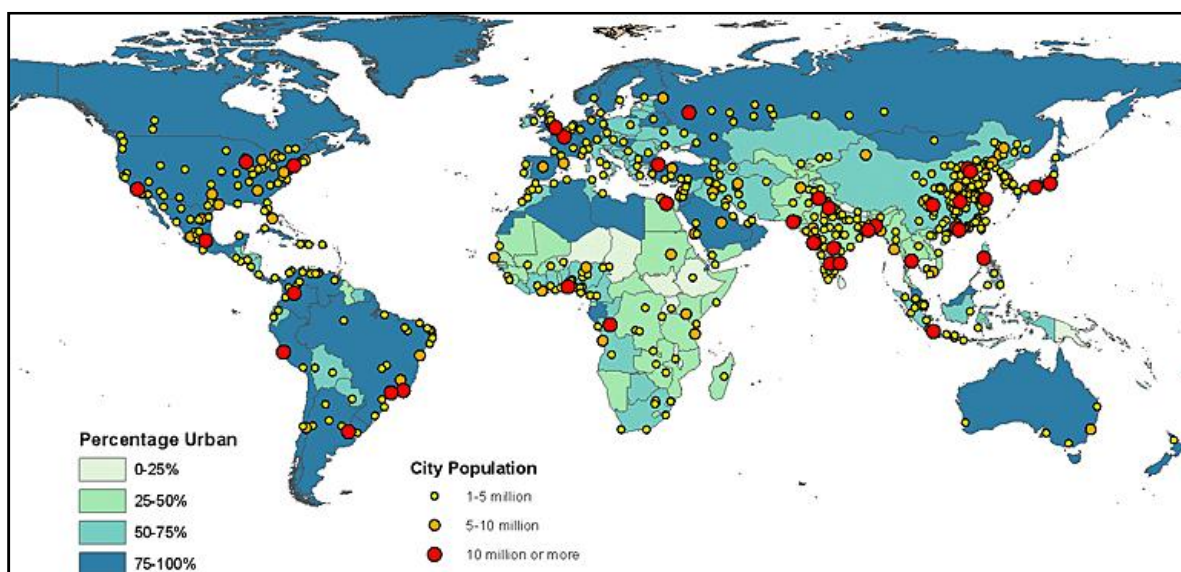 Percentage Urban
0-25%
25-50%
50-75%
75-100%
City Population
1-5 million
5-10 million
10 million or more